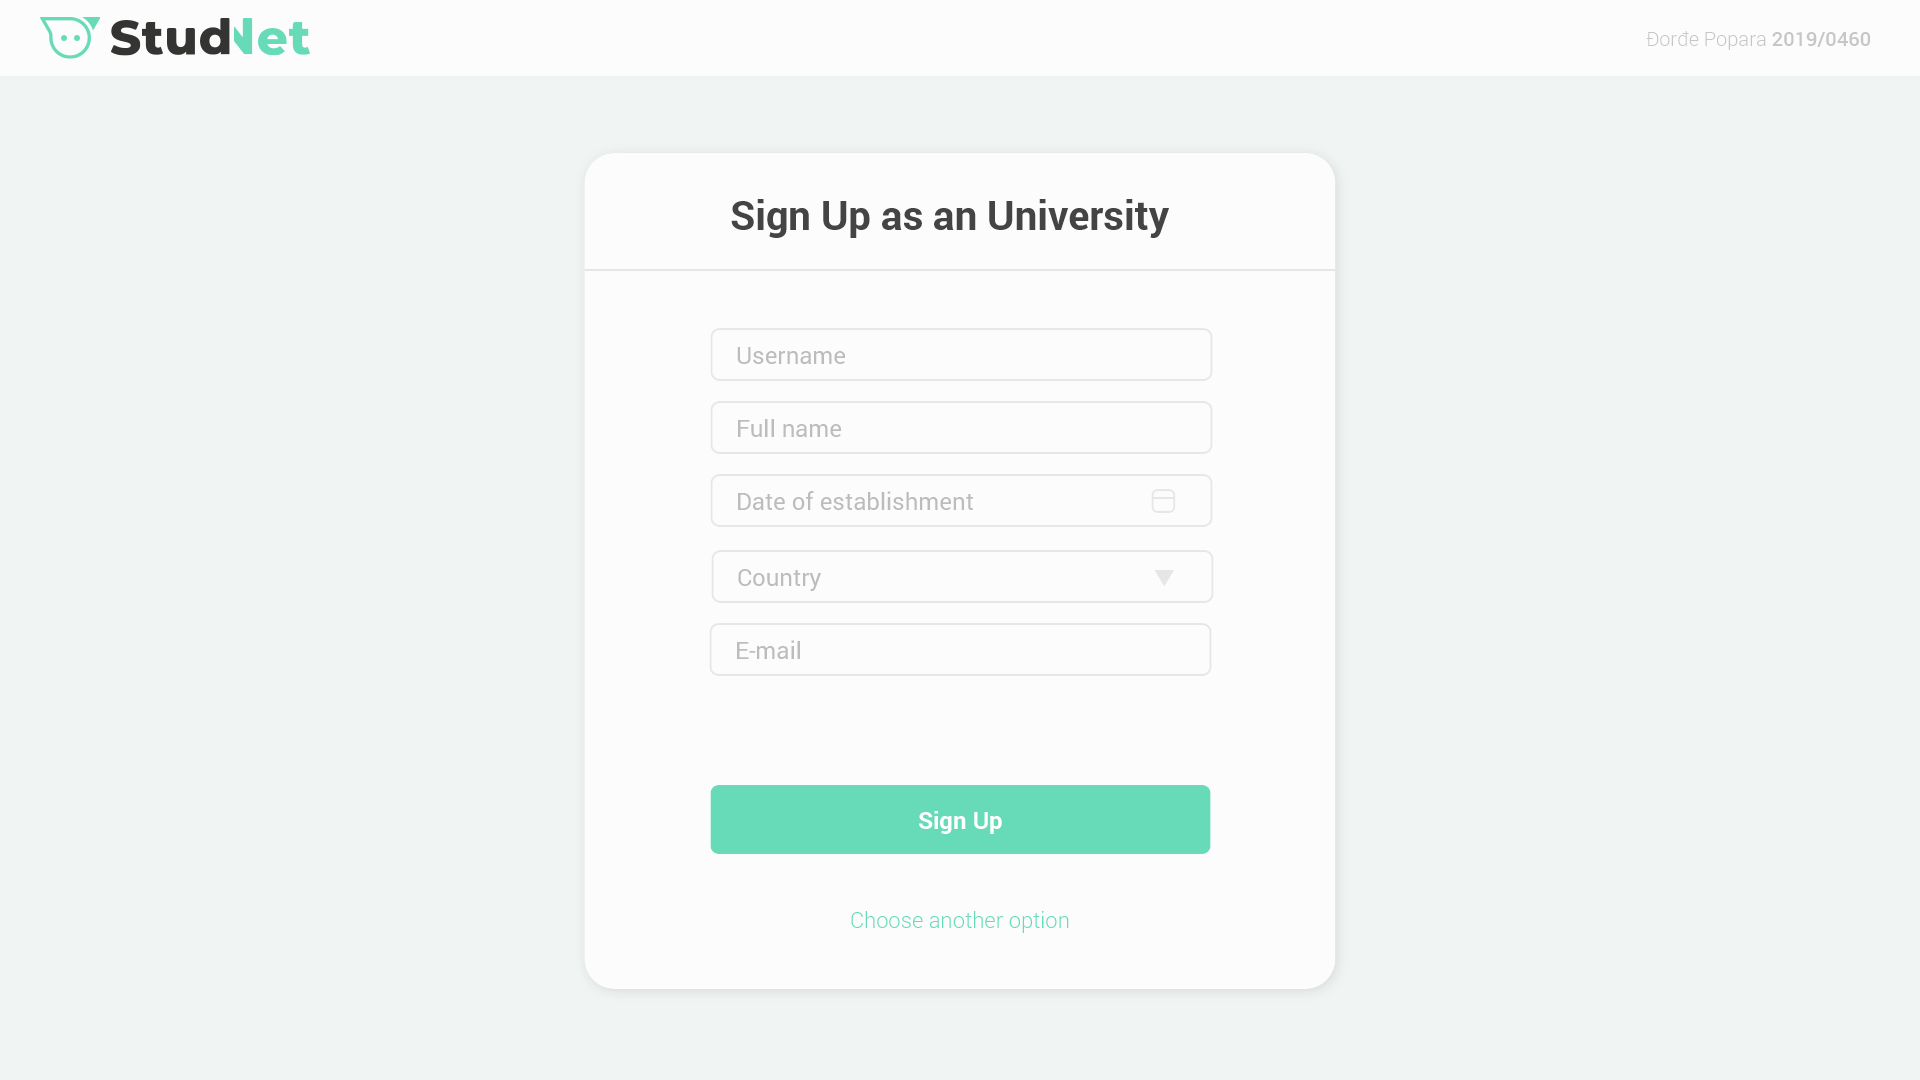 StudNet
Đorđe Popara 2019/0460
Sign Up as an University
Username
Full name
Date of establishment
Country
E-mail
Sign Up
Choose another option